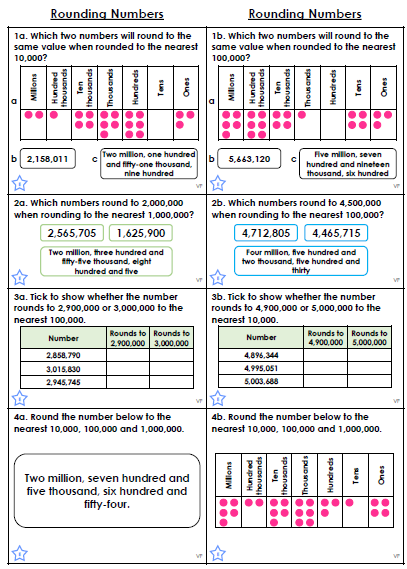 Rounding Numbers
Rounding Numbers
1a. Which two numbers will round to the
same value when rounded to the nearest
10,000?
a
Millions
Hundred
thousands
Ten
thousands
Thousands
Hundreds
Tens
Ones
b
2,158,011
c
Two million, one hundred
and fifty-one thousand,
nine hundred
VF
1b. Which two numbers will round to the
same value when rounded to the nearest
100,000?
a
Millions
Hundred
thousands
Ten
thousands
Thousands
Hundreds
Tens
Ones
b
5,663,120
c
Five million, seven
hundred and nineteen
thousand, six hundred
VF
2a. Which numbers round to 2,000,000
when rounding to the nearest 1,000,000?
2,565,705
1,625,900
Two million, three hundred and
fifty-five thousand, eight
hundred and five
VF
2b. Which numbers round to 4,500,000
when rounding to the nearest 100,000?
4,712,805
4,465,715
Four million, five hundred and
two thousand, five hundred and
thirty
VF
3a. Tick to show whether the number
rounds to 2,900,000 or 3,000,000 to the
nearest 100,000.
Number
Rounds to
2,900,000
Rounds to
3,000,000
2,858,790
3,015,830
2,945,745
VF
3b. Tick to show whether the number
rounds to 4,900,000 or 5,000,000 to the
nearest 10,000.
Number
Rounds to
4,900,000
Rounds to
5,000,000
4,896,344
4,995,051
5,003,688
VF
4a. Round the number below to the
nearest 10,000, 100,000 and 1,000,000.
Two million, seven hundred and
five thousand, six hundred and
fifty-four.
VF
4b. Round the number below to the
nearest 10,000, 100,000 and 1,000,000.
Millions
Hundred
thousands
Ten
thousands
Thousands
Hundreds
Tens
Ones
VF